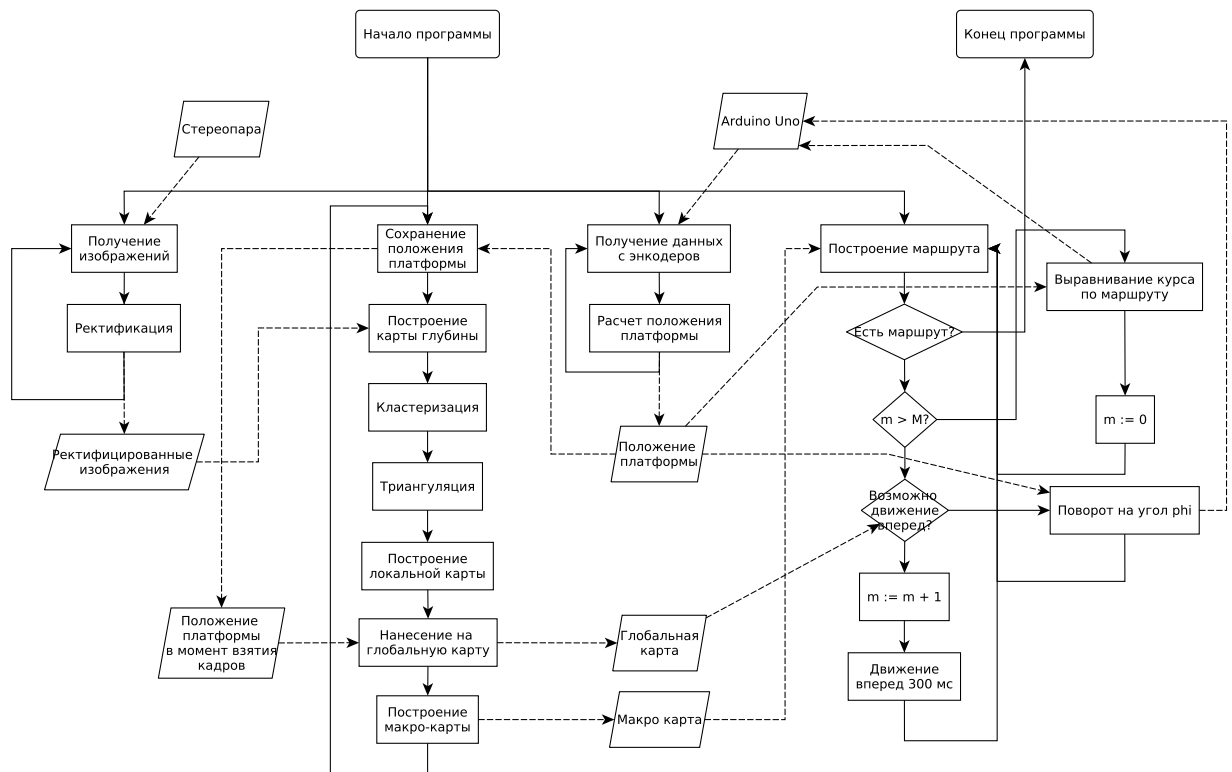 Начало программы
Конец программы
Стереопара
Arduino Uno
Получение
изображений
Сохранение
положения
платформы
Получение данных
с энкодеров
Построение маршрута
Выравнивание курса
по маршруту
Ректификация
Построение
карты глубины
Расчет положения
платформы
Есть маршрут?
Кластеризация
m > M?
m := 0
Ректифицированные
изображения
Положение
платформы
Триангуляция
Возможно
движение
вперед?
Поворот на угол phi
Построение
локальной карты
m := m + 1
Положение
платформы
в момент взятия
кадров
Нанесение на
глобальную карту
Глобальная
карта
Движение
вперед 300 мс
Построение
макро-карты
Макро карта